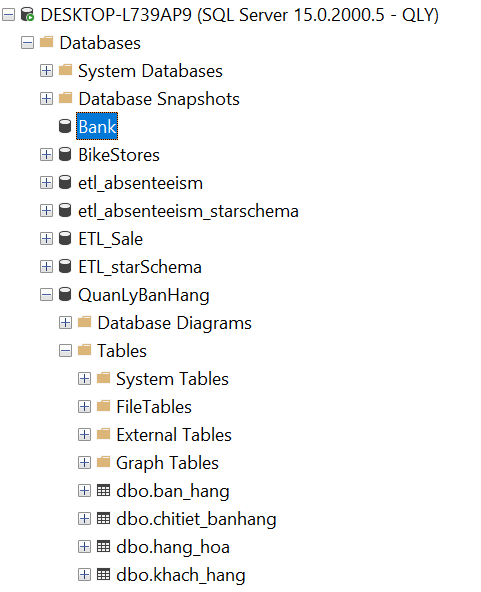 DESKTOP-L739AP9 (SQL Server 15.0.2000.5 - QLY)
Databases
System Databases
Database Snapshots
Bank
BikeStores
etl_absenteeism
etl_absenteeism_starschema
ETL_Sale
ETL_starSchema
QuanLyBanHang
Database Diagrams
Tables
System Tables
FileTables
External Tables
Graph Tables
dbo.ban_hang
dbo.chitiet_banhang
dbo.hang_hoa
dbo.khach_hang